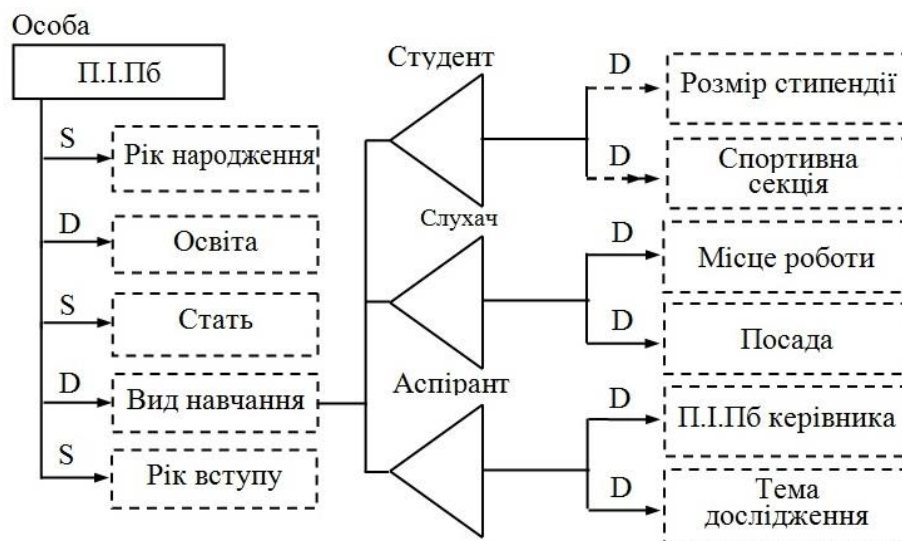 Особа
П.І.Пб
S
Рік народження
D
Освіта
S
Стать
D
Вид навчання
S
Рік вступу
Студент
D
Розмір стипендії
D
Спортивна
секція
Слухач
D
Місце роботи
D
Посада
Аспірант
D
П.І.Пб керівника
D
Тема
дослідження